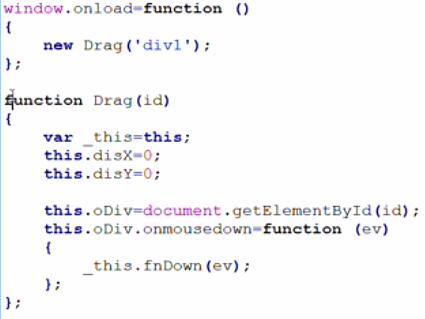 window.onload=function ()
{
    new Drag('div1');
};

function Drag(id)
{
    var _this=this;
    this.disX=0;
    this.disY=0;

    this.oDiv=document.getElementById(id);
    this.oDiv.onmousedown=function (ev)
    {
        _this.fnDown(ev);
    };
};